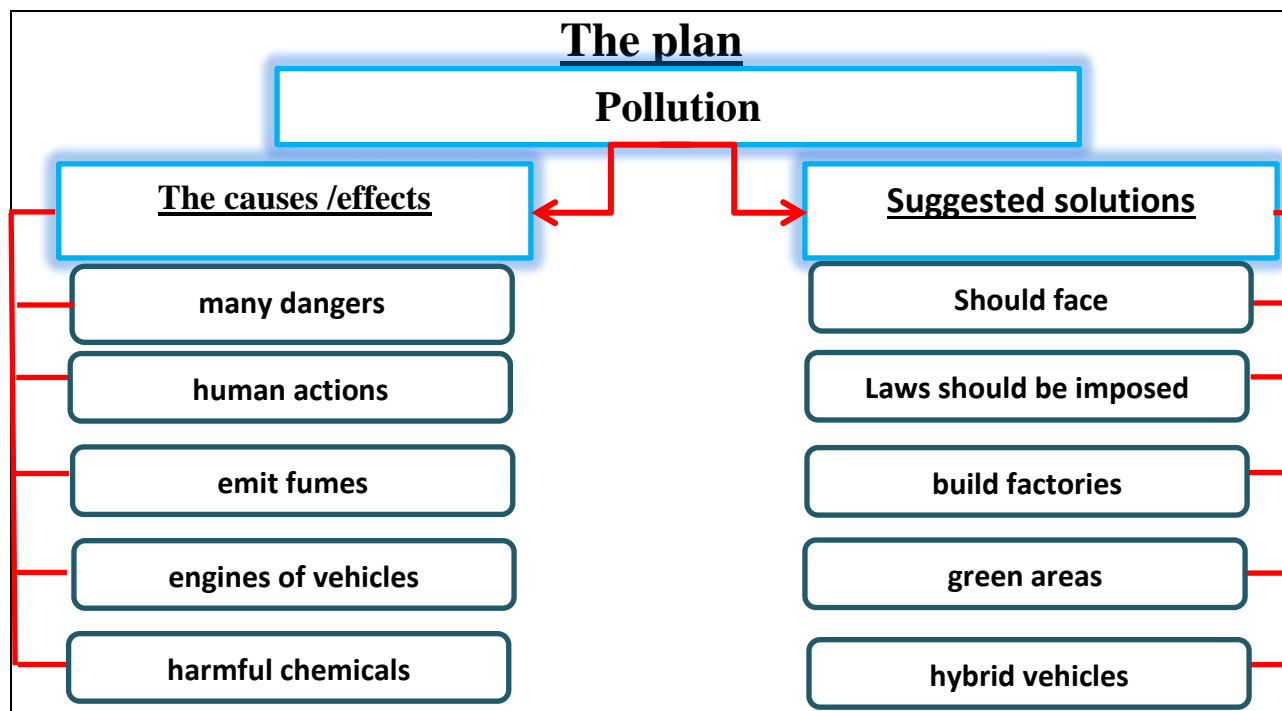 The plan
Pollution
The causes /effects
many dangers
human actions
emit fumes
engines of vehicles
harmful chemicals
Suggested solutions
Should face
Laws should be imposed
build factories
green areas
hybrid vehicles